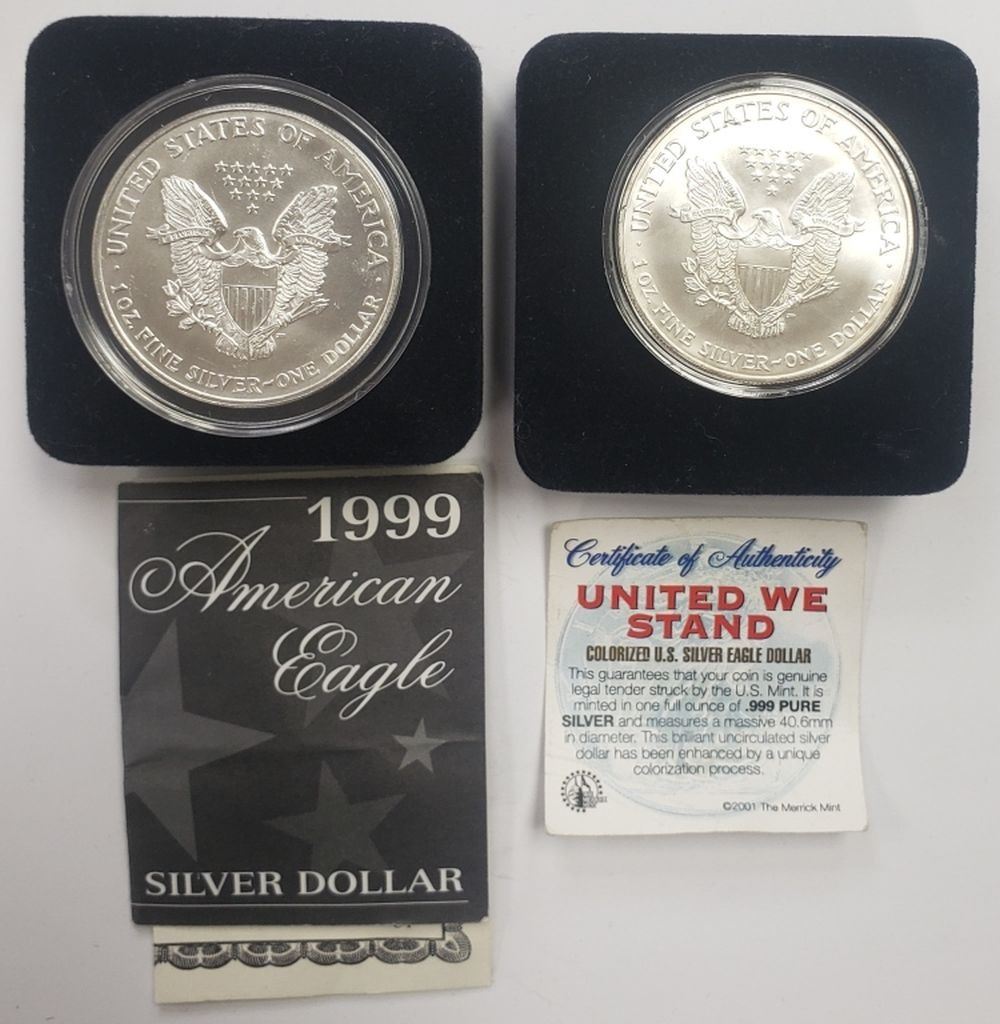 UNITED STATES OF AMERICA
UNUM
1 OZ. FINE SILVER~ONE DOLLAR
UNITED STATES OF AMERICA
1 OZ. FINE SILVER~ONE DOLLAR
1999
American
Eagle
SILVER DOLLAR
Certificate of Authenticity
UNITED WE
STAND
COLORIZED U.S. SILVER EAGLE DOLLAR
This guarantees that your coin is genuine
legal tender struck by the U.S. Mint. It is
minted in one full ounce of .999 PURE
SILVER and measures a massive 40.6mm
in diameter. This brilliant uncirculated silver
dollar has been enhanced by a unique
colorization process.
©2001 The Merrick Mint